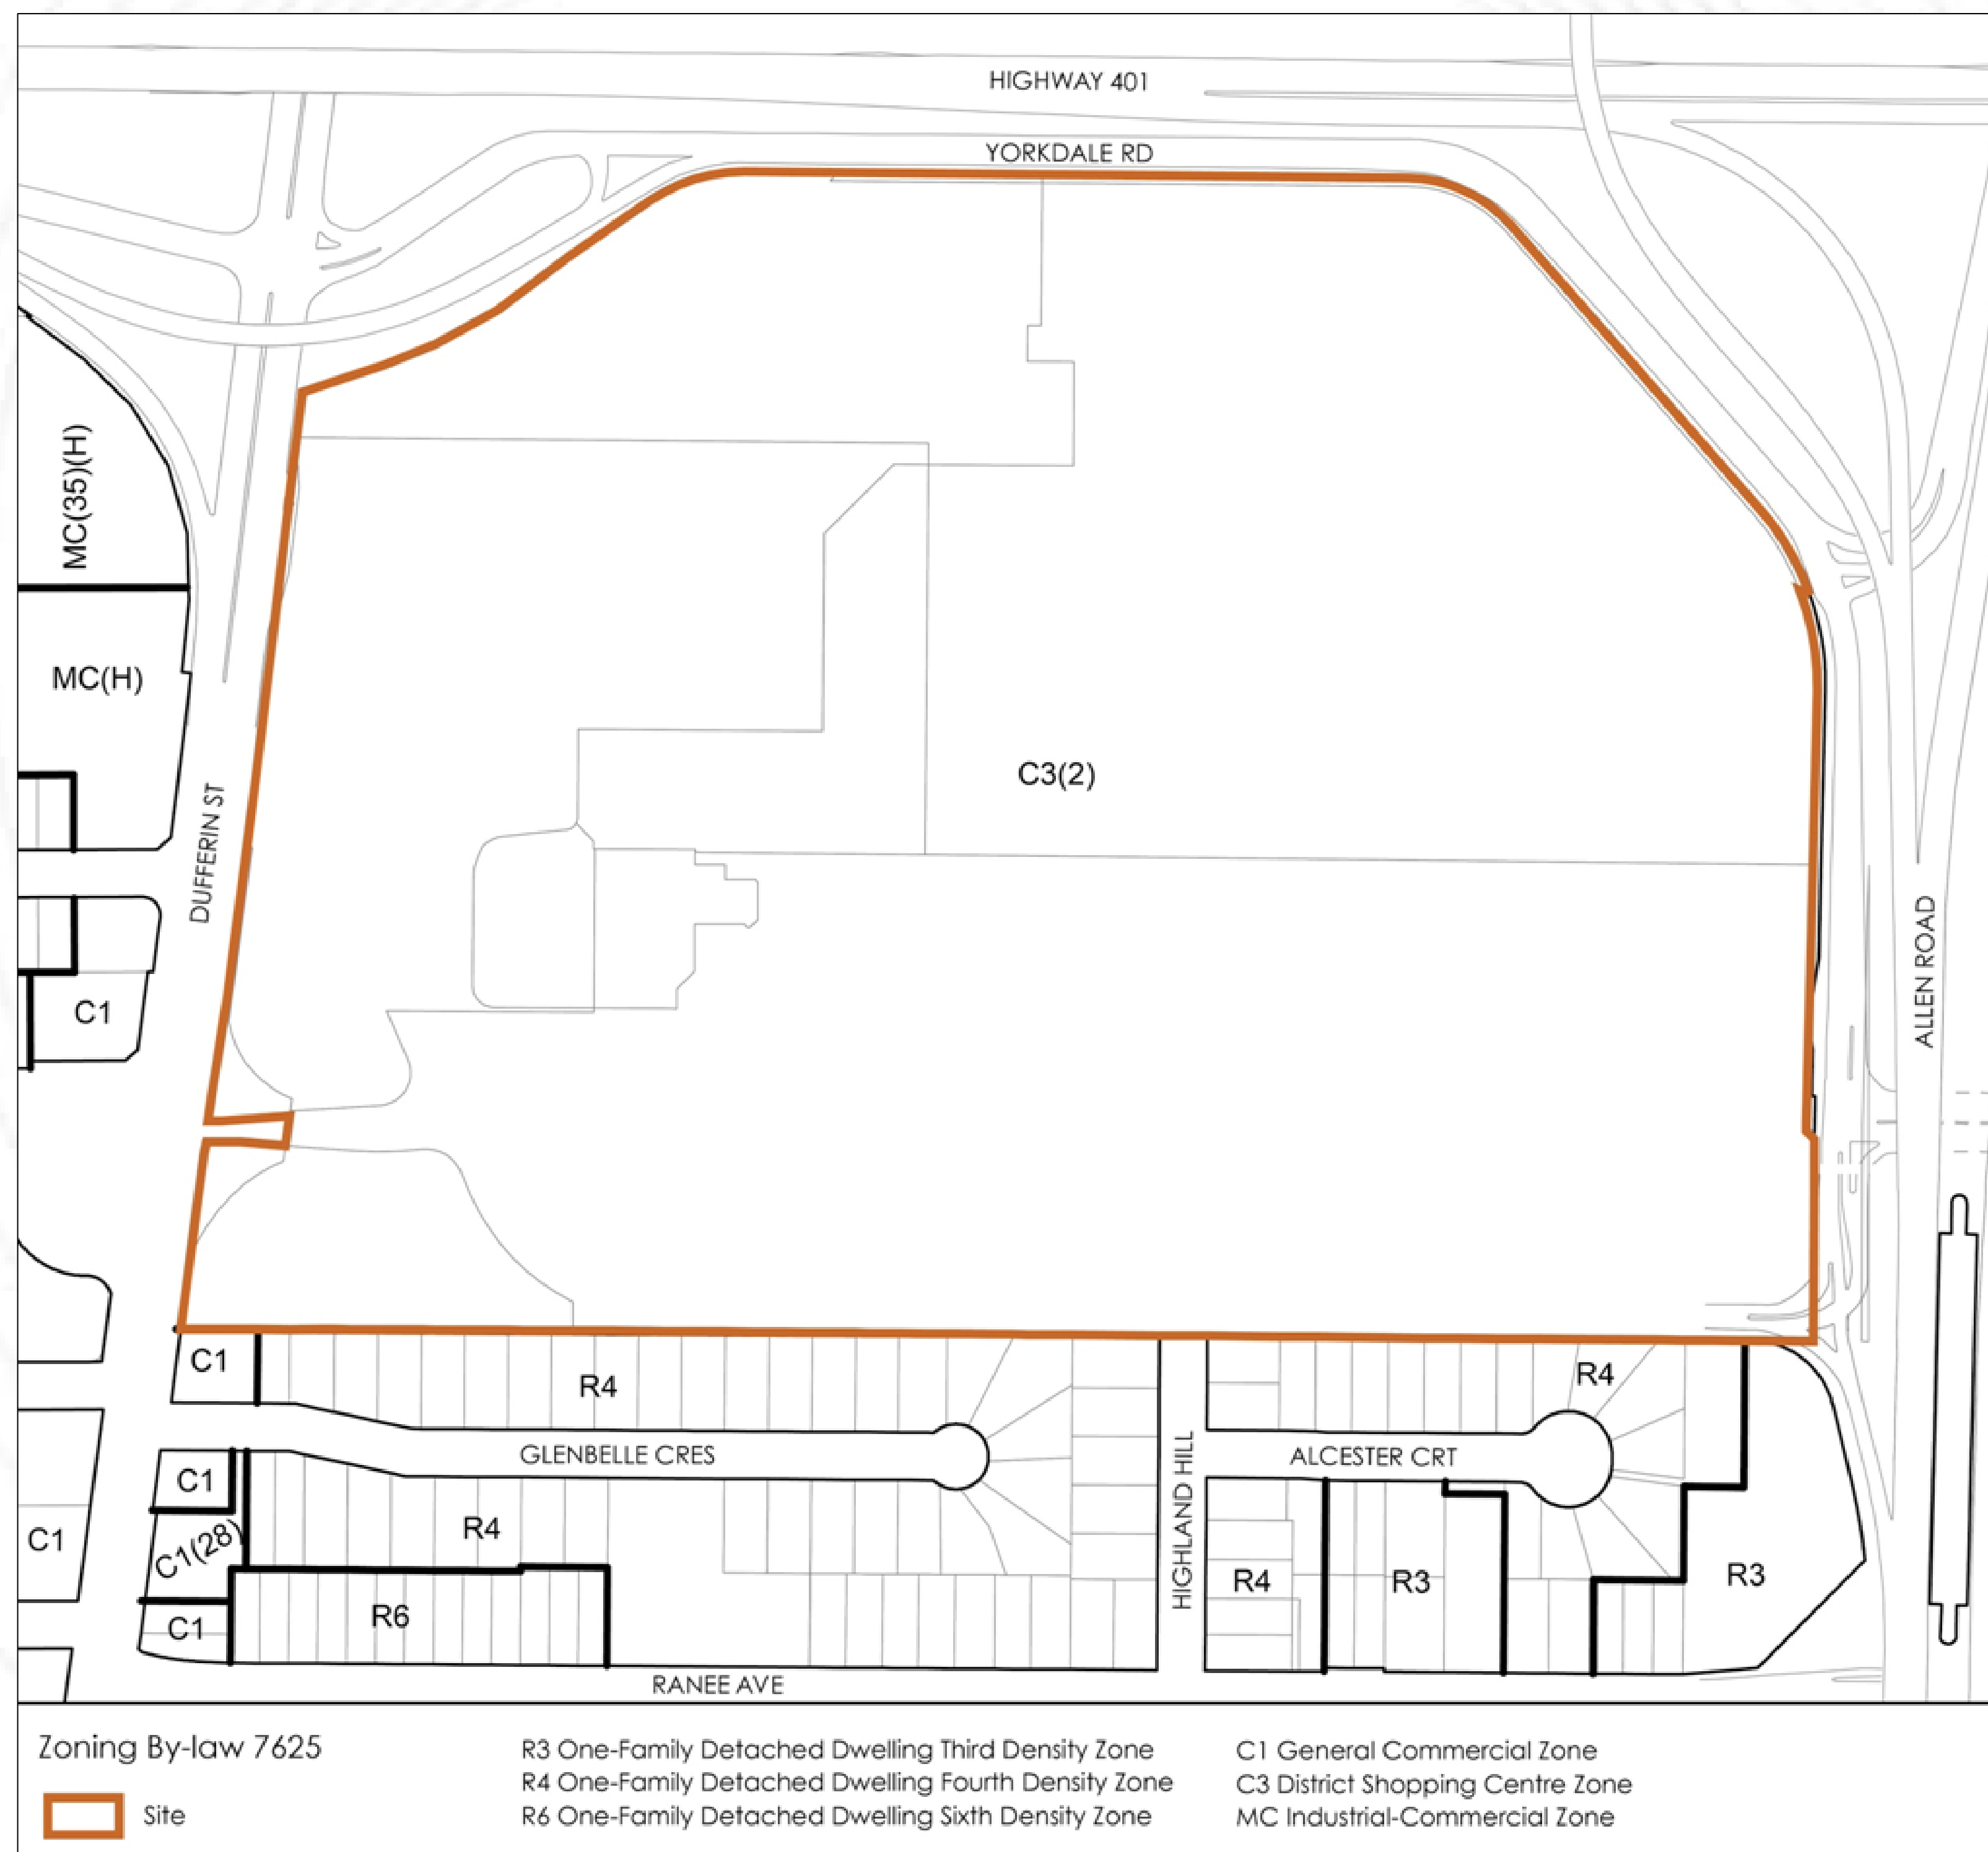 HIGHWAY 401
YORKDALE RD
MC(35)(H)
MC(H)
C3(2)
DUFFERIN ST
ALLEN ROAD
C1
C1
R4
R4
GLENBELLE CRES
ALCESTER CRT
HIGHLAND HILL
C1
R4
C1
C1(28)
R4
R3
R3
C1
R6
RANEE AVE
Zoning By-law 7625
Site
R3 One-Family Detached Dwelling Third Density Zone
R4 One-Family Detached Dwelling Fourth Density Zone
R6 One-Family Detached Dwelling Sixth Density Zone
C1 General Commercial Zone
C3 District Shopping Centre Zone
MC Industrial-Commercial Zone